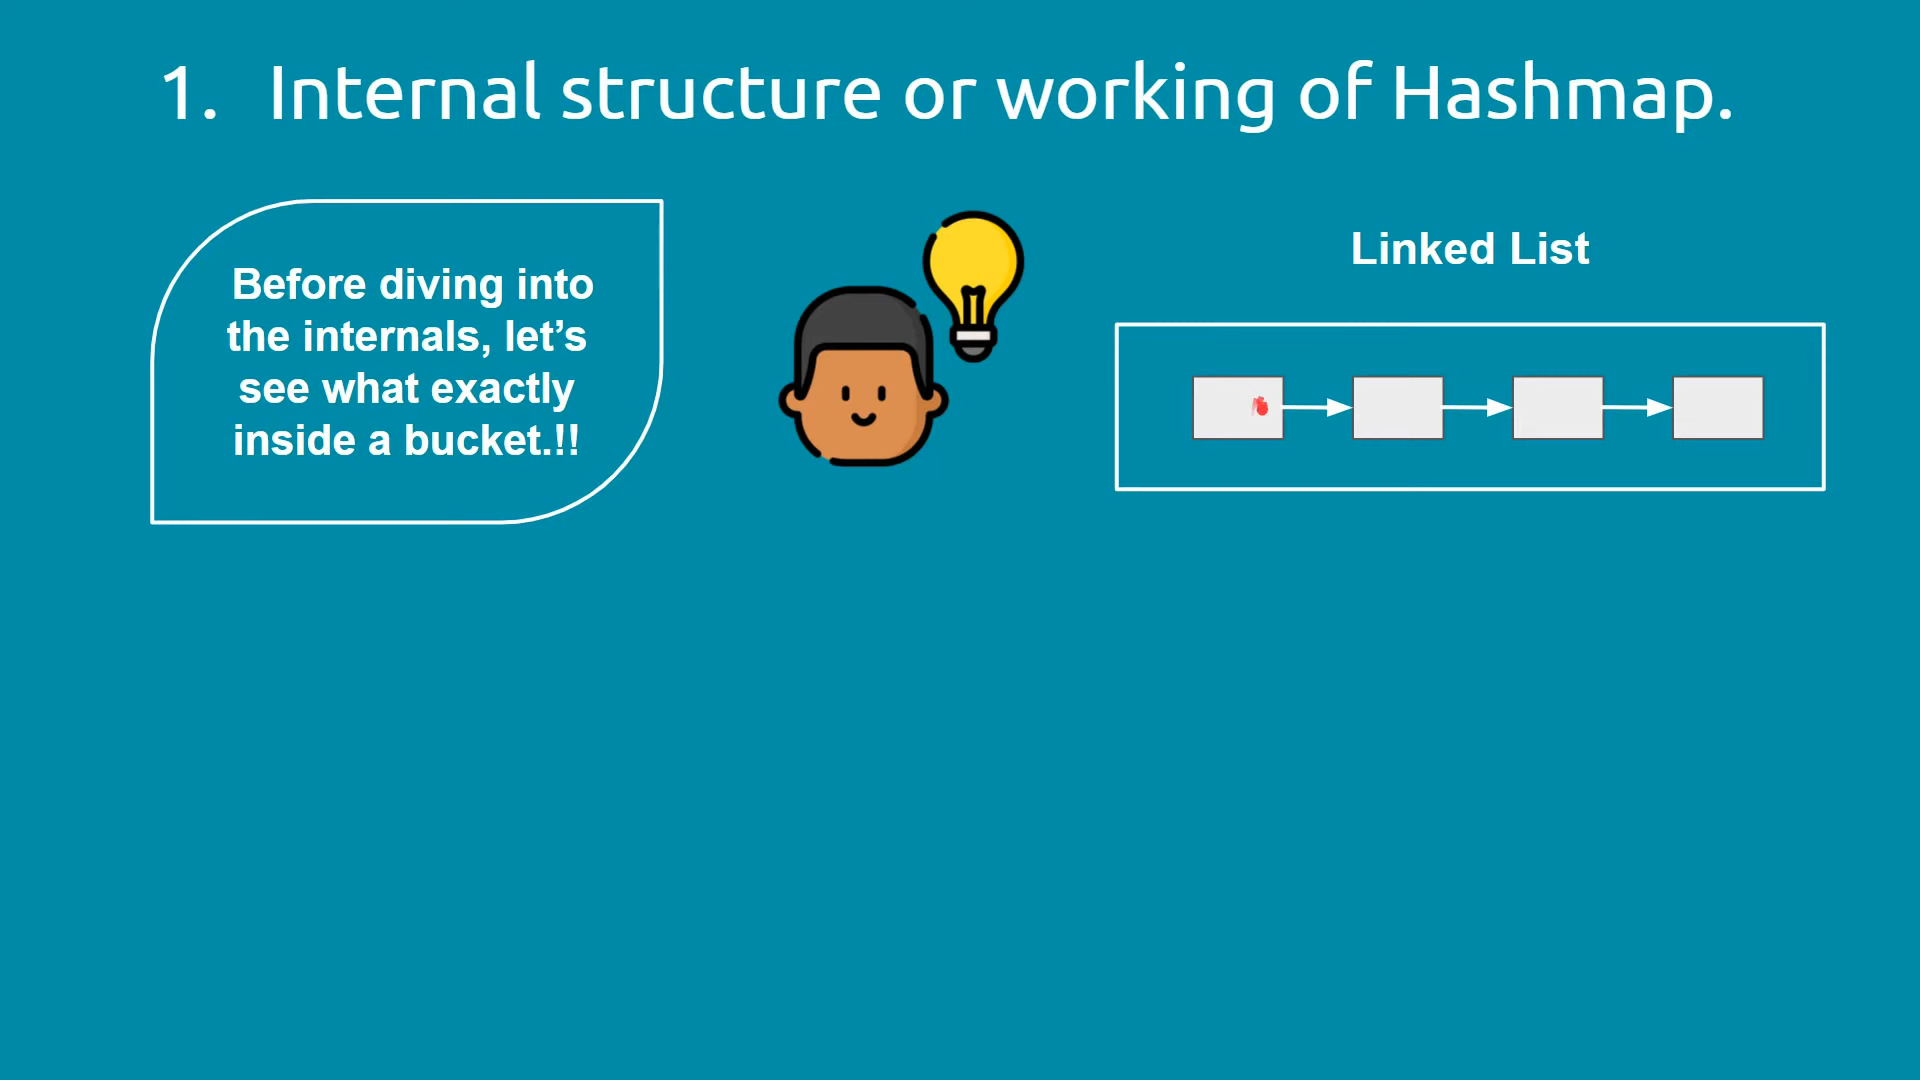 1. Internal structure or working of Hashmap.
Before diving into
the internals, let’s
see what exactly
inside a bucket.!!
Linked List